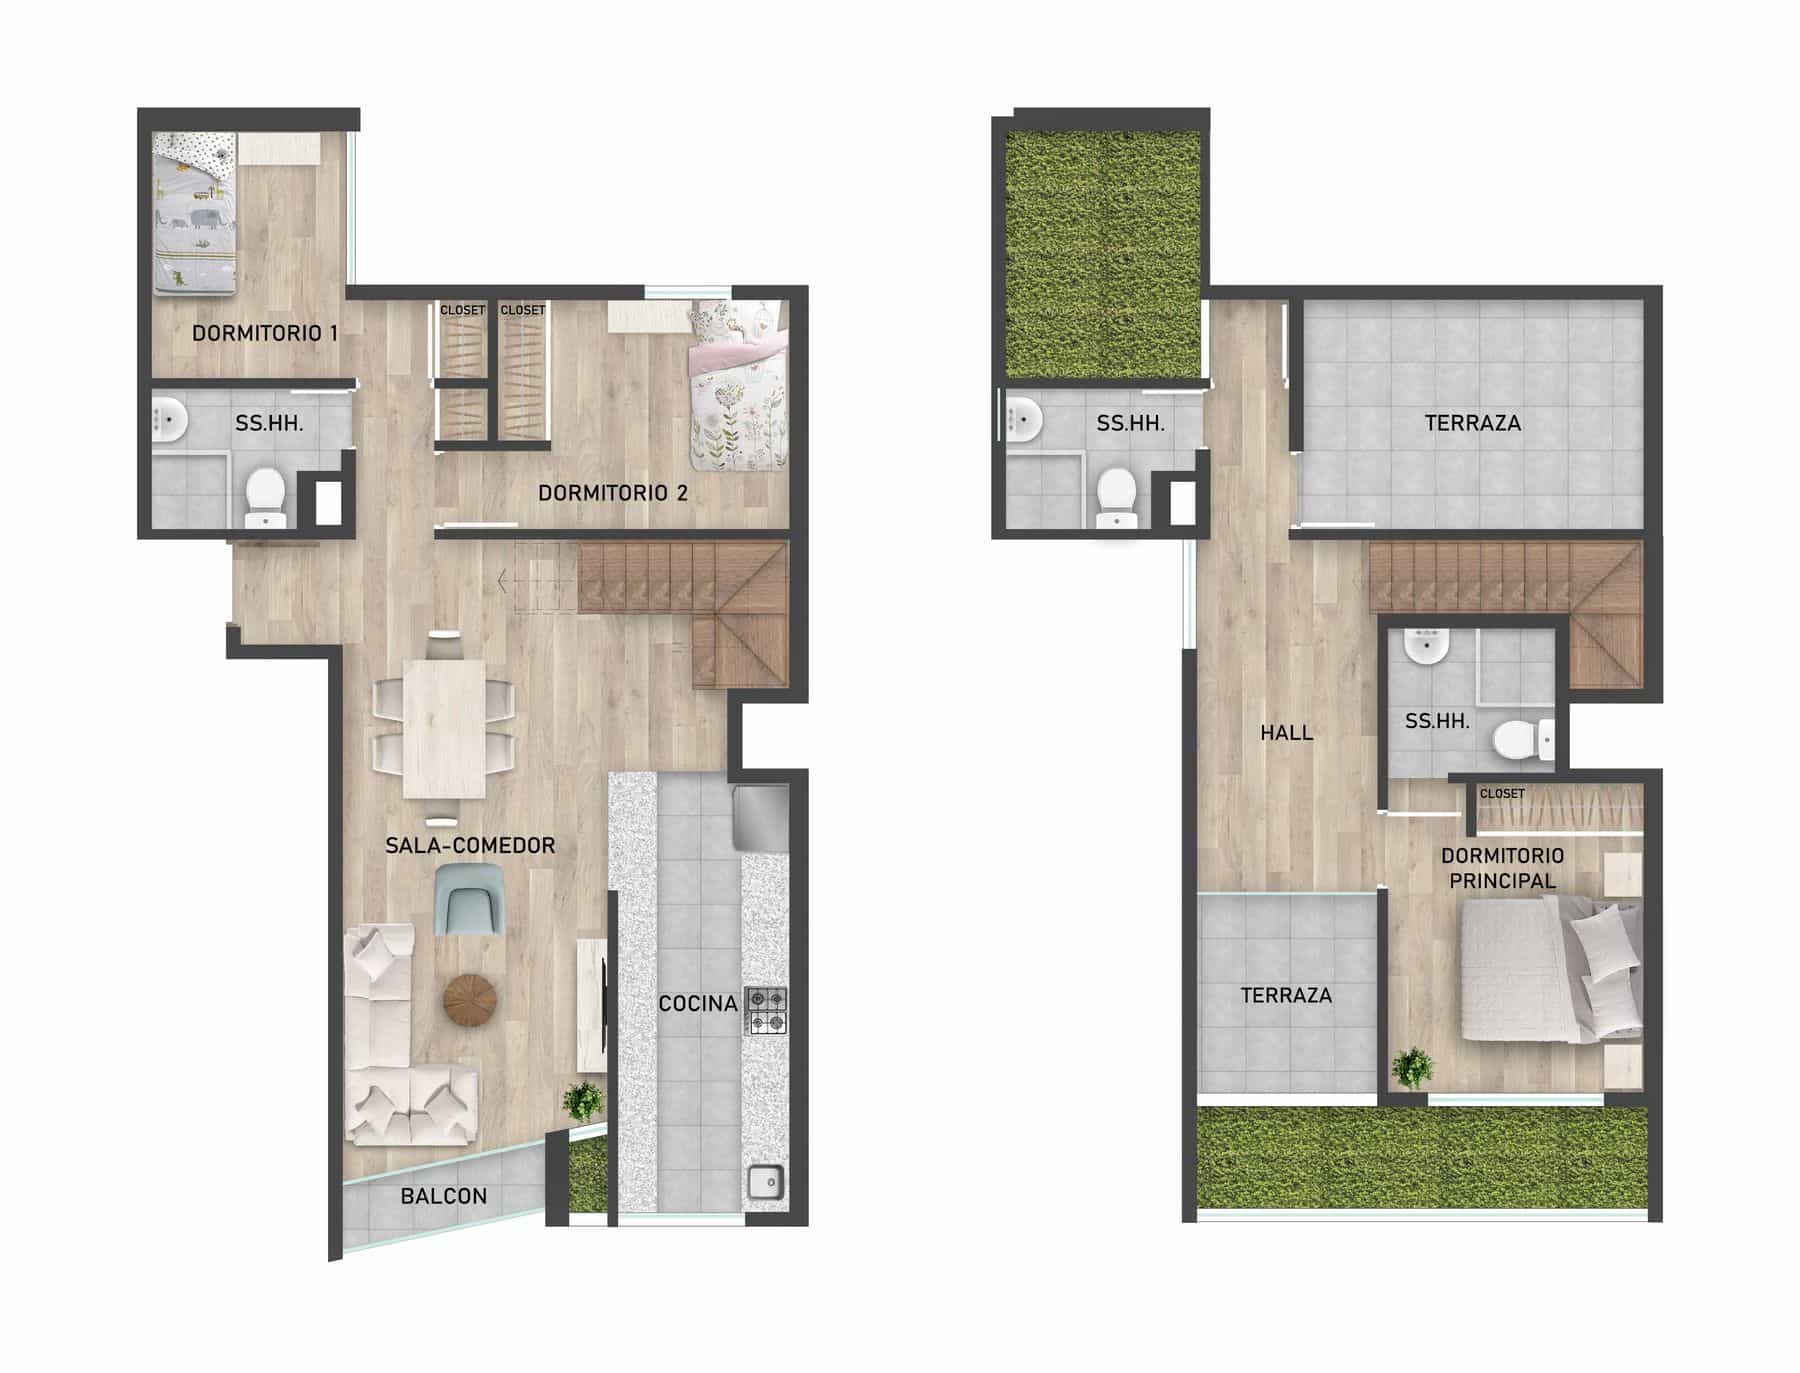 CLOSET
CLOSET
DORMITORIO 1
SS.HH.
DORMITORIO 2
SALA-COMEDOR
COCINA
BALCON
SS.HH.
TERRAZA
SS.HH.
HALL
CLOSET
DORMITORIO
PRINCIPAL
TERRAZA